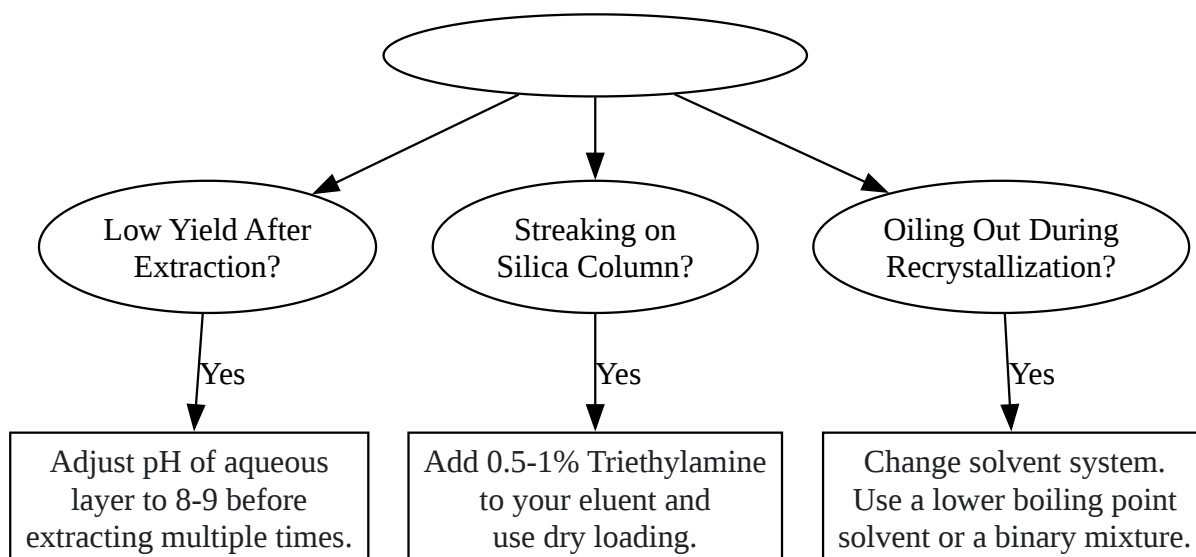 Low Yield After
Extraction?
Streaking on
Silica Column?
Oiling Out During
Recrystallization?
Yes
Yes
Yes
Adjust pH of aqueous
layer to 8-9 before
extracting multiple times.
Add 0.5-1% Triethylamine
to your eluent and
use dry loading.
Change solvent system.
Use a lower boiling point
solvent or a binary mixture.